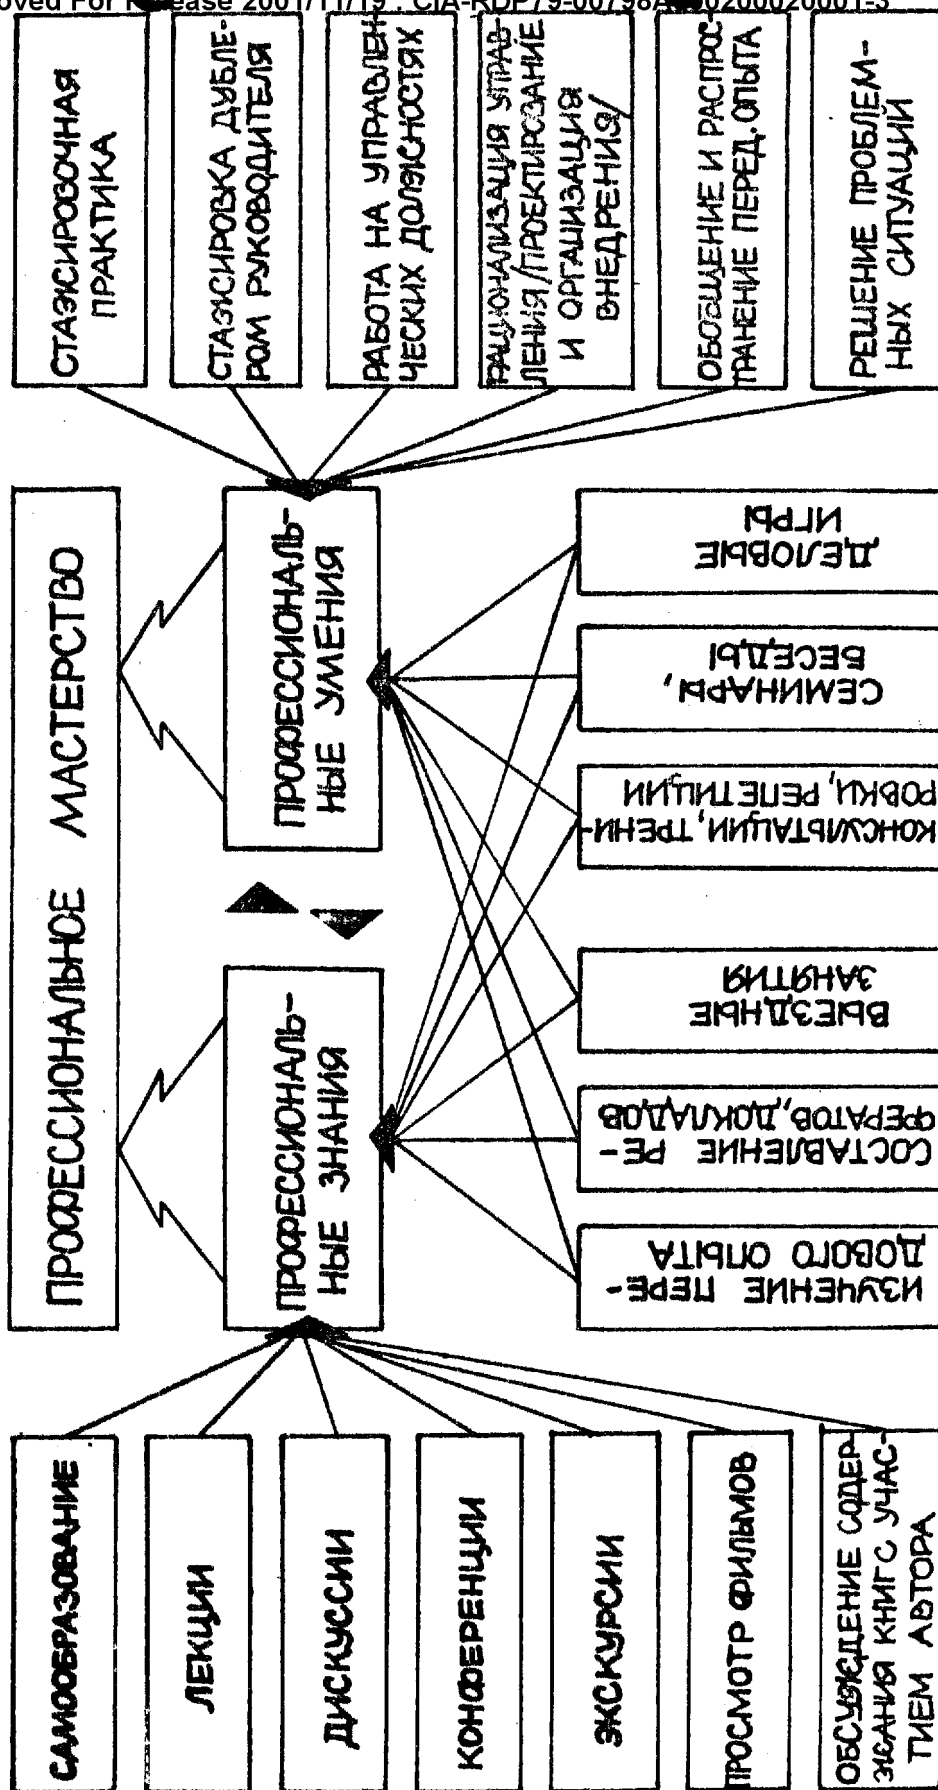 ПРОФЕССИОНАЛЬНОЕ МАСТЕРСТВО
ПРОФЕССИОНАЛЬ-
НЫЕ ЗНАНИЯ
ПРОФЕССИОНАЛЬ-
НЫЕ УМЕНИЯ
САМООБРАЗОВАНИЕ
ЛЕКЦИИ
ДИСКУССИИ
КОНФЕРЕНЦИИ
ЭКСКУРСИИ
ПРОСМОТР ФИЛЬМОВ
ОБСУЖДЕНИЕ СОДЕР-
ЖАНИЯ КНИГ С УЧАС-
ТИЕМ АВТОРА
ИЗУЧЕНИЕ ПЕРЕ-
ДОВОГО ОПЫТА
СОСТАВЛЕНИЕ РЕ-
ФЕРАТОВ, ДОКЛАДОВ
ВЫЕЗДНЫЕ
ЗАНЯТИЯ
КОНСУЛЬТАЦИИ, ТРЕНИ-
РОВКИ, РЕПЕТИЦИИ
СЕМИНАРЫ,
БЕСЕДЫ
ДЕЛОВЫЕ
ИГРЫ
СТАЖИРОВОЧНАЯ
ПРАКТИКА
СТАЖИРОВКА ДУБЛЕ-
РОМ РУКОВОДИТЕЛЯ
РАБОТА НА УПРАВЛЕН-
ЧЕСКИХ ДОЛЖНОСТЯХ
РАЦИОНАЛИЗАЦИЯ УПРАВ-
ЛЕНИЯ/ПРОЕКТИРОВАНИЕ
И ОРГАНИЗАЦИЯ
ВНЕДРЕНИЯ/
ОБОБЩЕНИЕ И РАСПРОС-
ТРАНЕНИЕ ПЕРЕД. ОПЫТА
РЕШЕНИЕ ПРОБЛЕМ-
НЫХ СИТУАЦИЙ